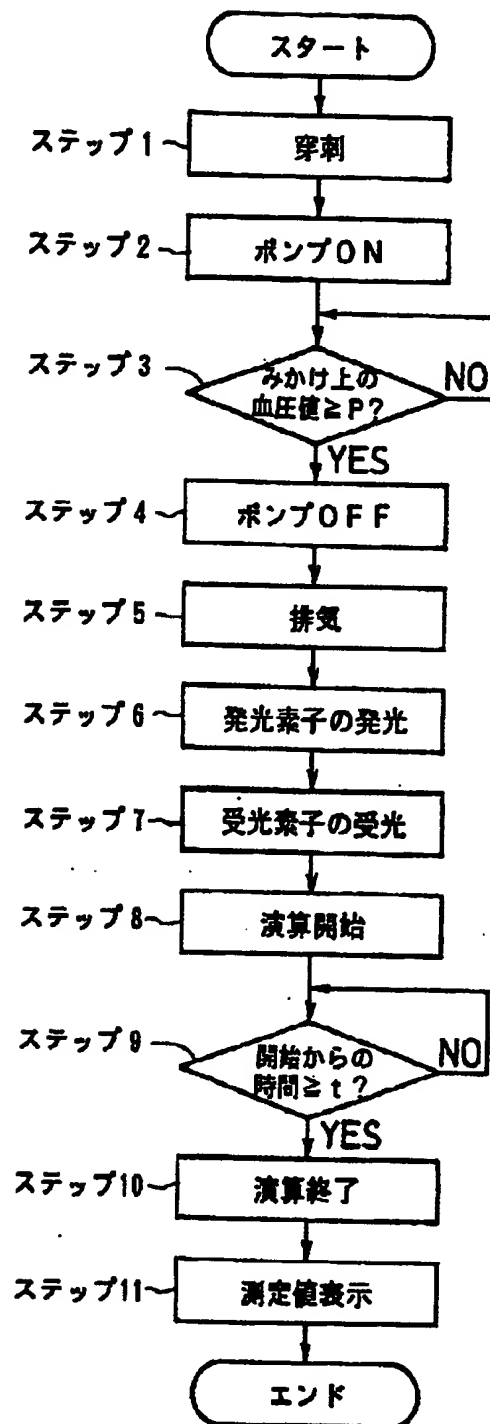 スタート
ステップ1
穿刺
ステップ2
ポンプON
ステップ3
みかけ上の
血圧値≧P?
NO
YES
ステップ4
ポンプOFF
ステップ5
排気
ステップ6
発光素子の発光
ステップ7
受光素子の受光
ステップ8
演算開始
ステップ9
開始からの
時間≧t?
NO
YES
ステップ10
演算終了
ステップ11
測定値表示
エンド